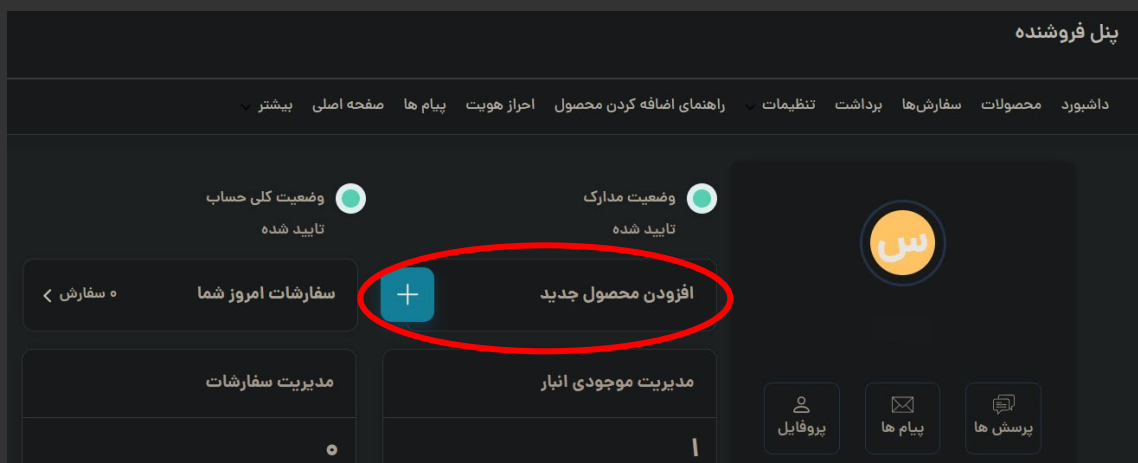 پنل فروشنده
داشبورد محصولات سفارش‌ها برداشت تنظیمات راهنمای اضافه کردن محصول احراز هویت پیام ها صفحه اصلی بیشتر
وضعیت مدارک
تایید شده
وضعیت کلی حساب
تایید شده
س
افزودن محصول جدید
+
سفارشات امروز شما
۰ سفارش
مدیریت موجودی انبار
۱
مدیریت سفارشات
۰
پرسش ها
پیام ها
پروفایل